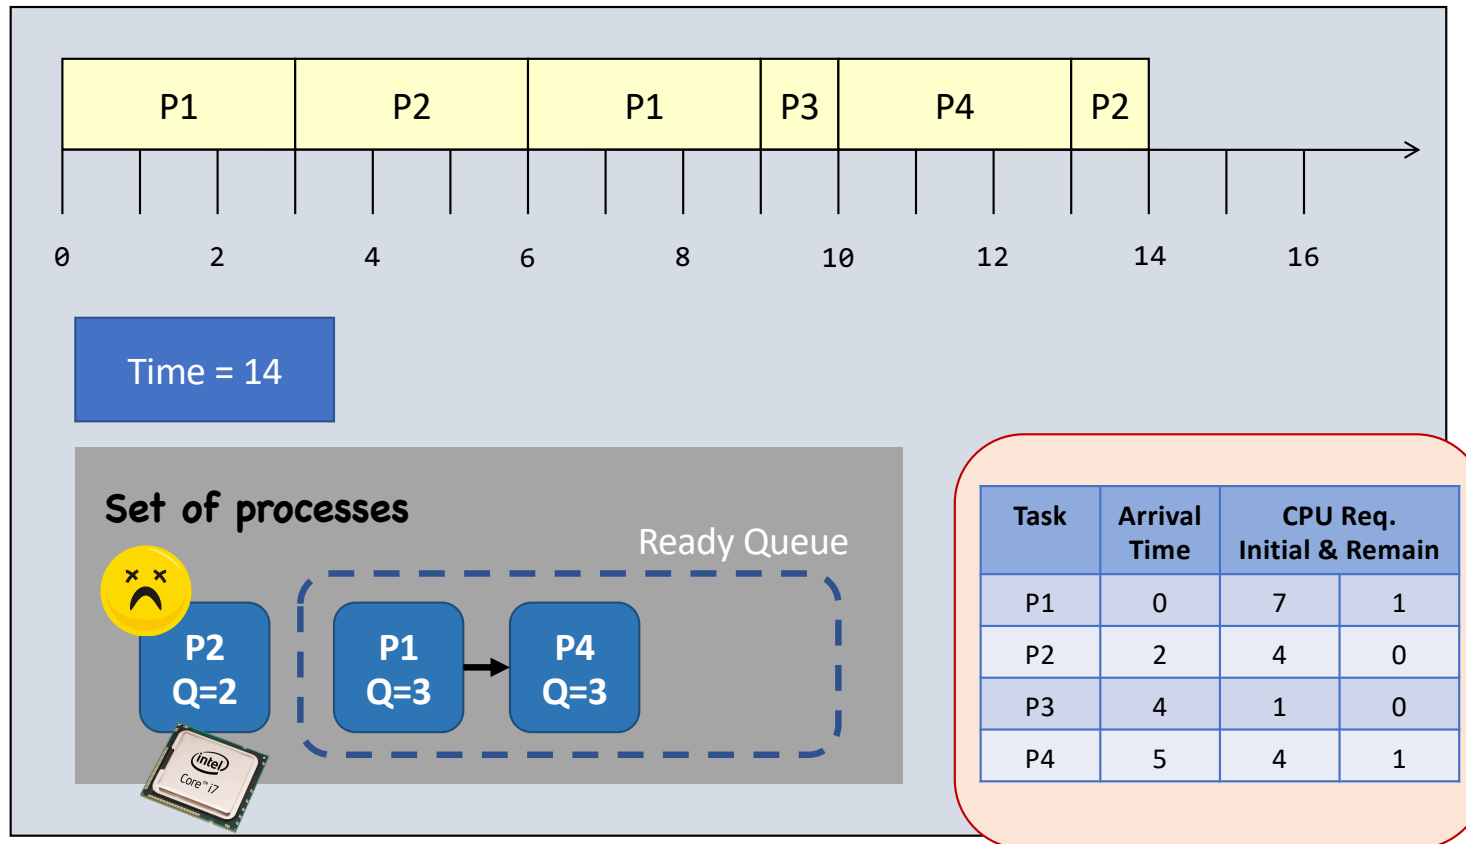 P1 P2 P1 P3 P4 P2
0 2 4 6 8 10 12 14 16
Time = 14
Set of processes
Ready Queue
P2
Q=2
P1
Q=3
P4
Q=3
intel
Core™ i7
Task Arrival Time CPU Req. Initial & Remain
P1 0 7 1
P2 2 4 0
P3 4 1 0
P4 5 4 1